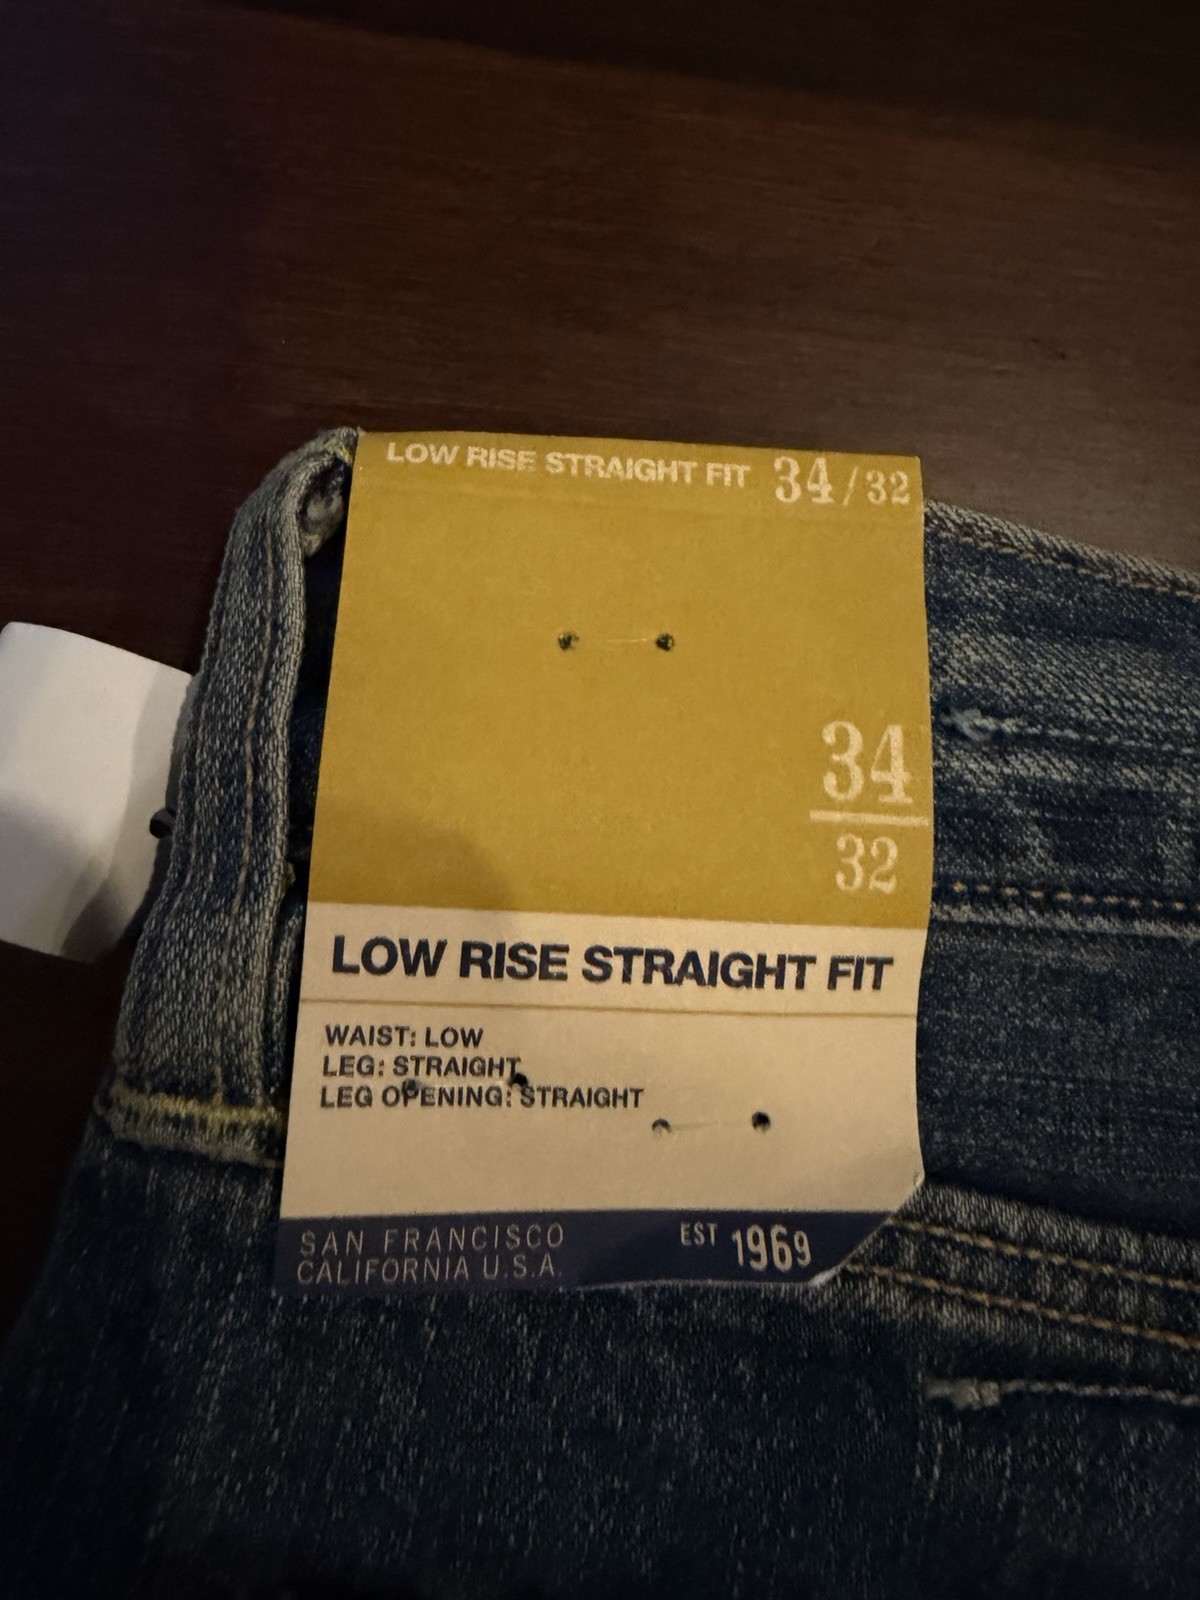 LOW RISE STRAIGHT FIT 34/32
34
32
LOW RISE STRAIGHT FIT
WAIST: LOW
LEG: STRAIGHT
LEG OPENING: STRAIGHT
SAN FRANCISCO EST 1969
CALIFORNIA U.S.A.